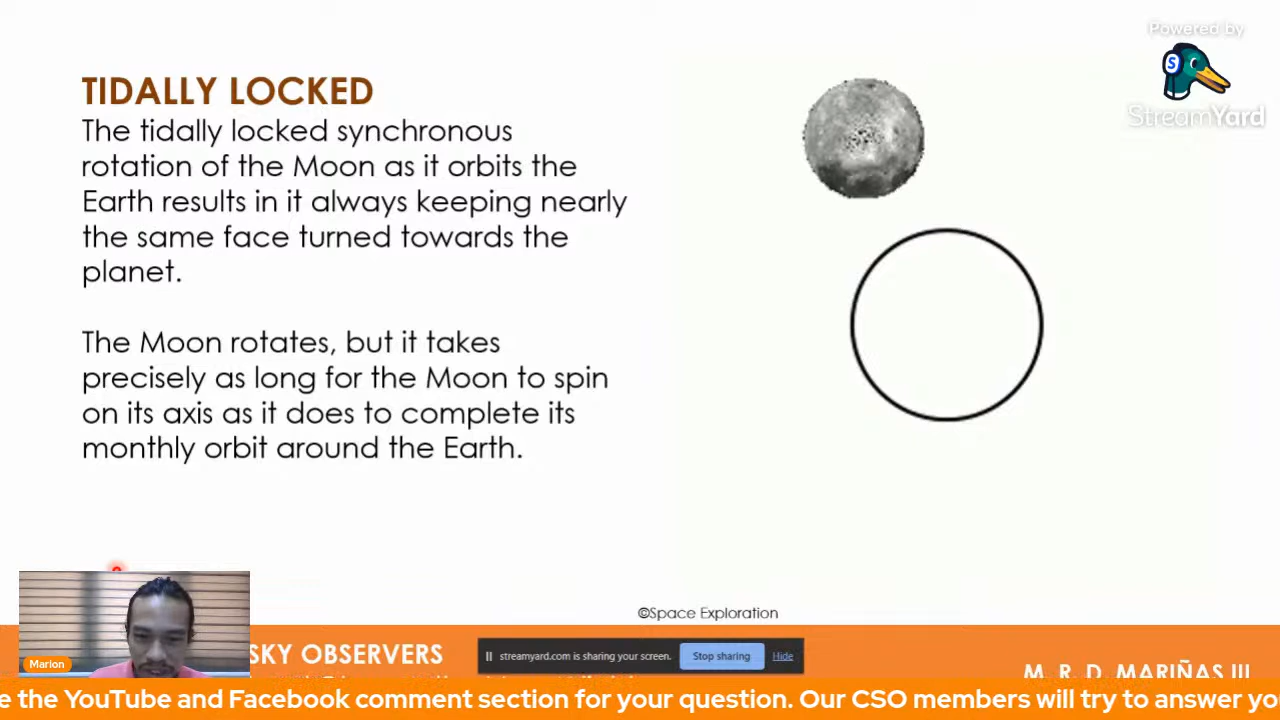 Powered by
StreamYard
TIDALLY LOCKED
The tidally locked synchronous
rotation of the Moon as it orbits the
Earth results in it always keeping nearly
the same face turned towards the
planet.
The Moon rotates, but it takes
precisely as long for the Moon to spin
on its axis as it does to complete its
monthly orbit around the Earth.
©Space Exploration
Marion
SKY OBSERVERS
streamyard.com is sharing your screen.
Stop sharing
Hide
M. R. D. MARIÑAS III
the YouTube and Facebook comment section for your question. Our CSO members will try to answer